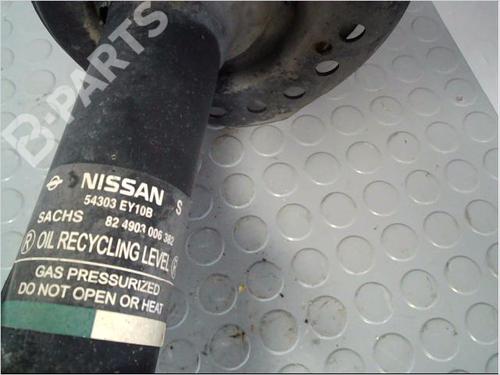 B-PARTS
NISSAN S
54303 EY10B
SACHS 82 4903 006 382
® OIL RECYCLING LEVEL ®
GAS PRESSURIZED
DO NOT OPEN OR HEAT